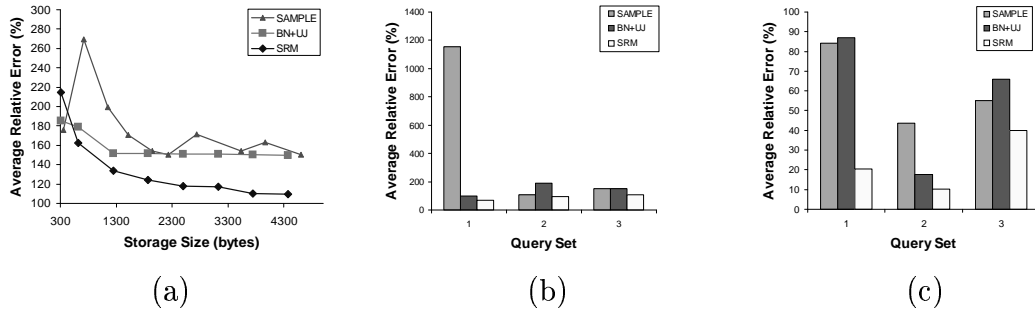 Average Relative Error (%)
300
280
260
240
220
200
180
160
140
120
100
300
1300
2300
3300
4300
Storage Size (bytes)
SAMPLE
BN+UJ
SRM
(a)
Average Relative Error (%)
1400
1200
1000
800
600
400
200
0
1
2
3
Query Set
SAMPLE
BN+UJ
SRM
(b)
Average Relative Error (%)
100
90
80
70
60
50
40
30
20
10
0
1
2
3
Query Set
SAMPLE
BN+UJ
SRM
(c)